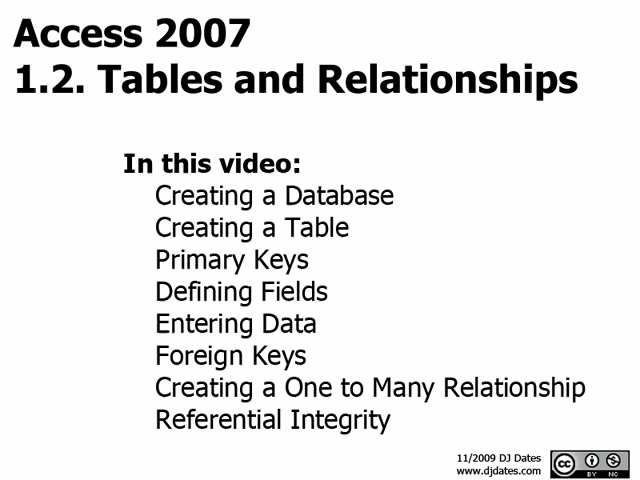 Access 2007
1.2. Tables and Relationships
In this video:
Creating a Database
Creating a Table
Primary Keys
Defining Fields
Entering Data
Foreign Keys
Creating a One to Many Relationship
Referential Integrity
11/2009 DJ Dates
www.djdates.com
cc
BY NC